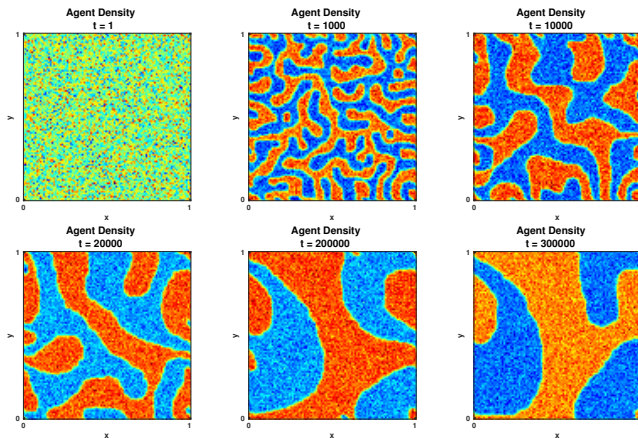 Agent Density
t = 1
1
y
0
0
x
1
Agent Density
t = 1000
1
y
0
0
x
1
Agent Density
t = 10000
1
y
0
0
x
Agent Density
t = 20000
1
y
0
0
x
1
Agent Density
t = 200000
1
y
0
0
x
1
Agent Density
t = 300000
1
y
0
0
x